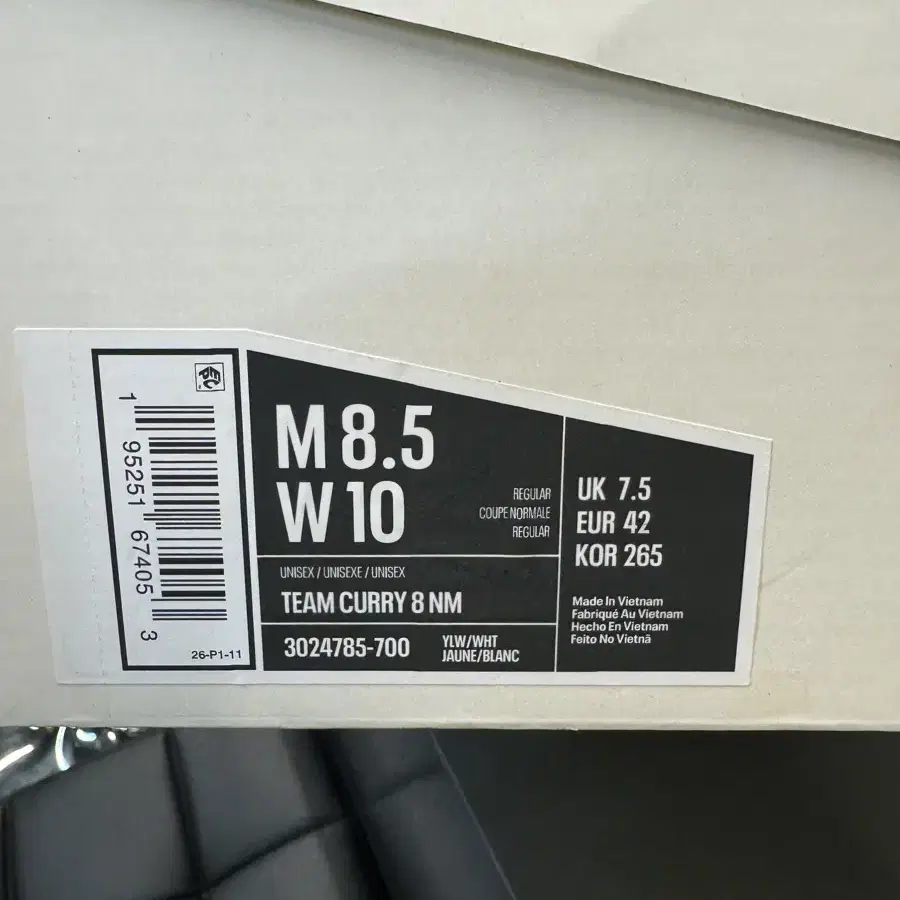 1 95251 67405 3
26-P1-11
M 8.5
W 10
REGULAR
COUPE NORMALE
REGULAR
UNISEX / UNISEXE / UNISEX
TEAM CURRY 8 NM
3024785-700
YLW/WHT
JAUNE/BLANC
UK 7.5
EUR 42
KOR 265
Made In Vietnam
Fabriqué Au Vietnam
Hecho En Vietnam
Feito No Vietnã